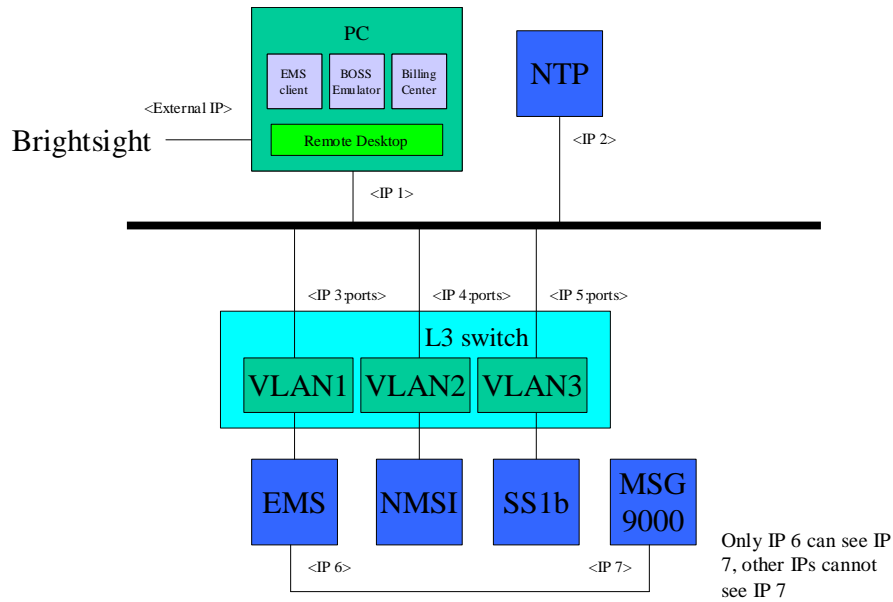 PC
EMS
client
BOSS
Emulator
Billing
Center
Remote Desktop
<External IP>
Brightsight
NTP
<IP 2>
<IP 1>
<IP 3:ports>
<IP 4:ports>
<IP 5:ports>
L3 switch
VLAN1
VLAN2
VLAN3
EMS
NMSI
SS1b
MSG
9000
<IP 6>
<IP 7>
Only IP 6 can see IP
7, other IPs cannot
see IP 7